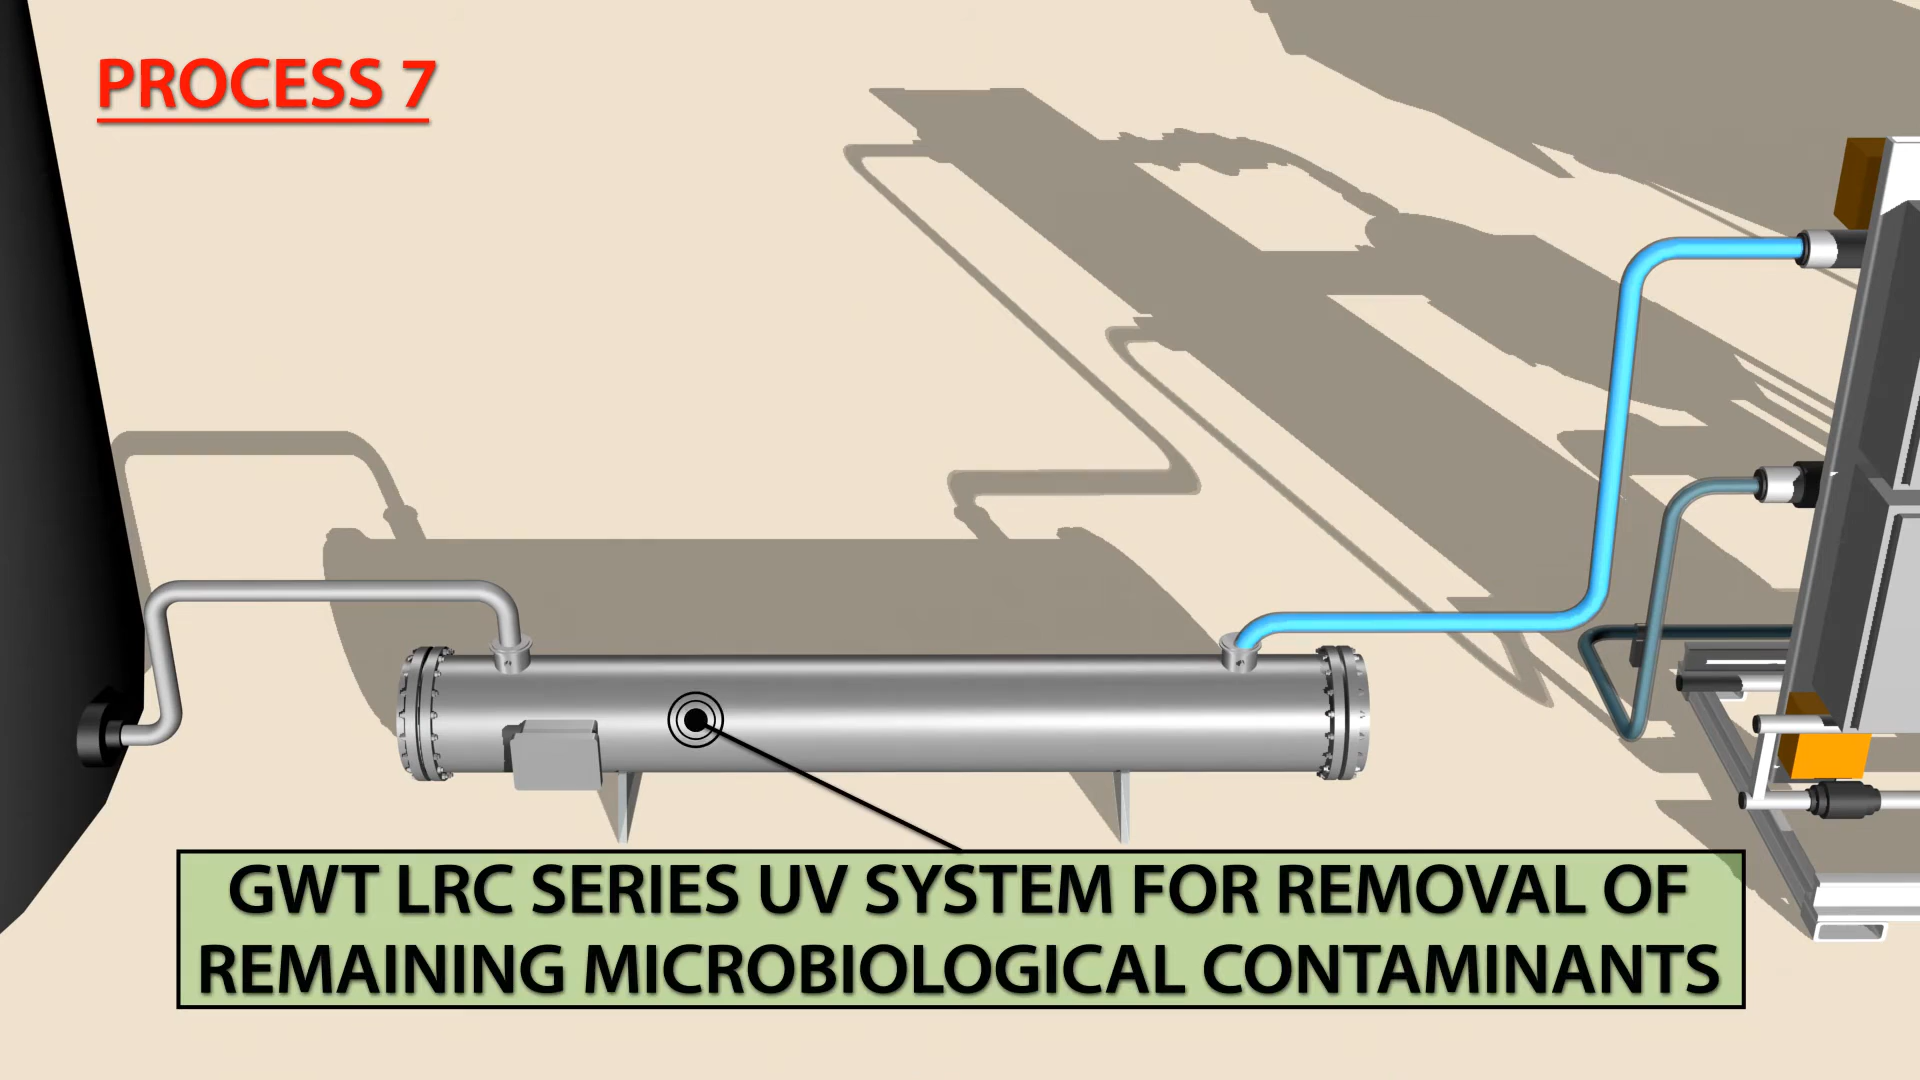 PROCESS 7
GWT LRC SERIES UV SYSTEM FOR REMOVAL OF
REMAINING MICROBIOLOGICAL CONTAMINANTS